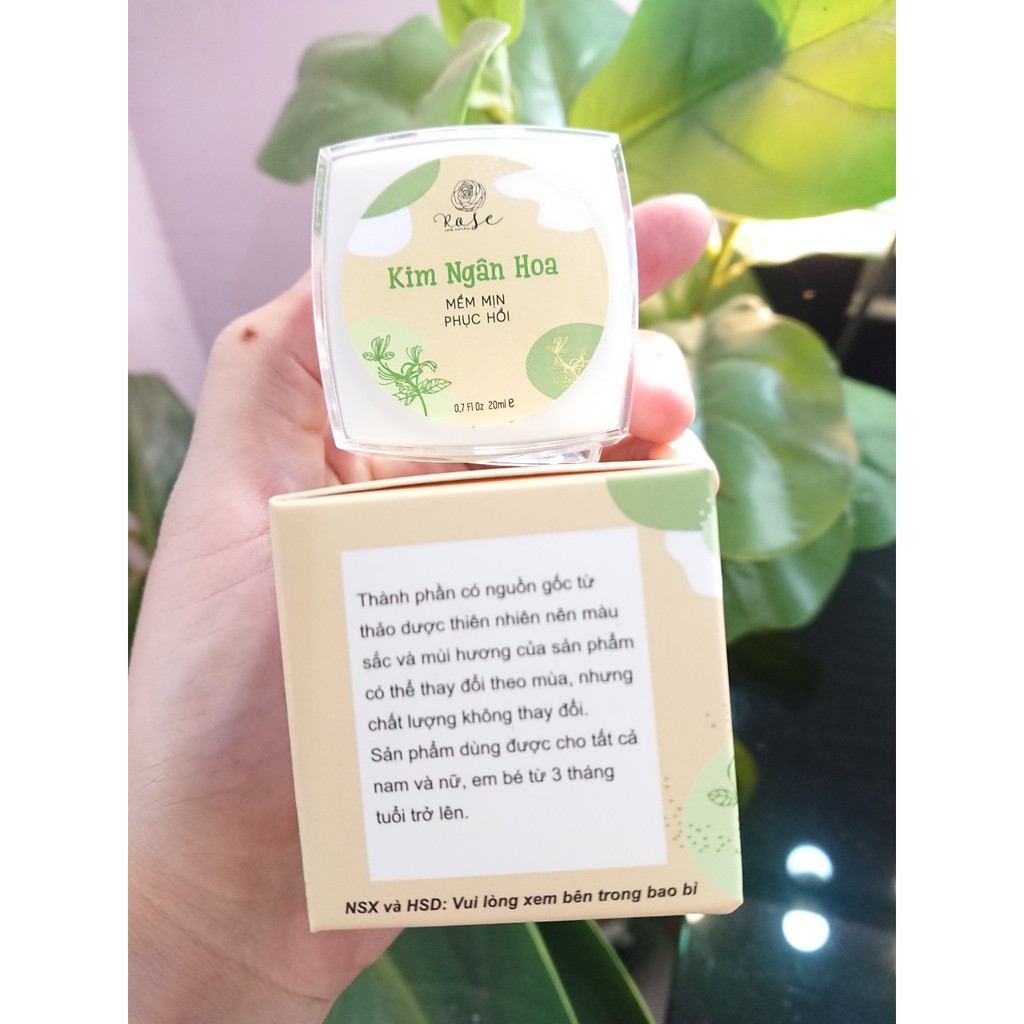 Rose
100% NATURAL
Kim Ngân Hoa
MỀM MỊN
PHỤC HỒI
0,7 Fl Oz 20ml e
Thành phần có nguồn gốc từ
thảo dược thiên nhiên nên màu
sắc và mùi hương của sản phẩm
có thể thay đổi theo mùa, nhưng
chất lượng không thay đổi.
Sản phẩm dùng được cho tất cả
nam và nữ, em bé từ 3 tháng
tuổi trở lên.
NSX và HSD: Vui lòng xem bên trong bao bì